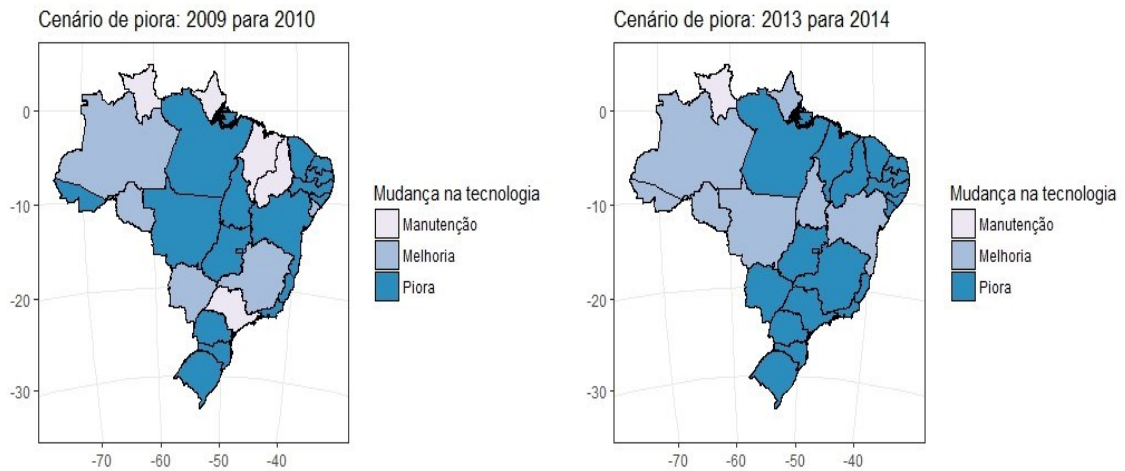 Cenário de piora: 2009 para 2010
0
-10
-20
-30
-70 -60 -50 -40
Mudança na tecnologia
Manutenção
Melhoria
Piora
Cenário de piora: 2013 para 2014
0
-10
-20
-30
-70 -60 -50 -40
Mudança na tecnologia
Manutenção
Melhoria
Piora